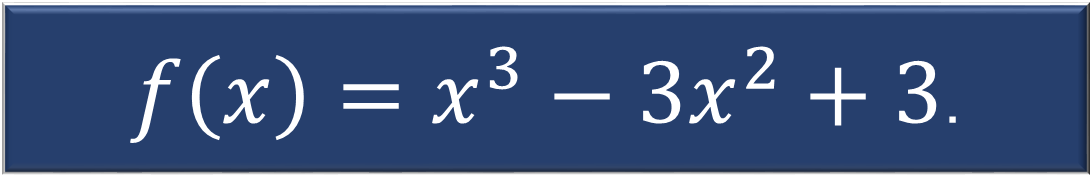 f(x) = x³ − 3x² + 3.